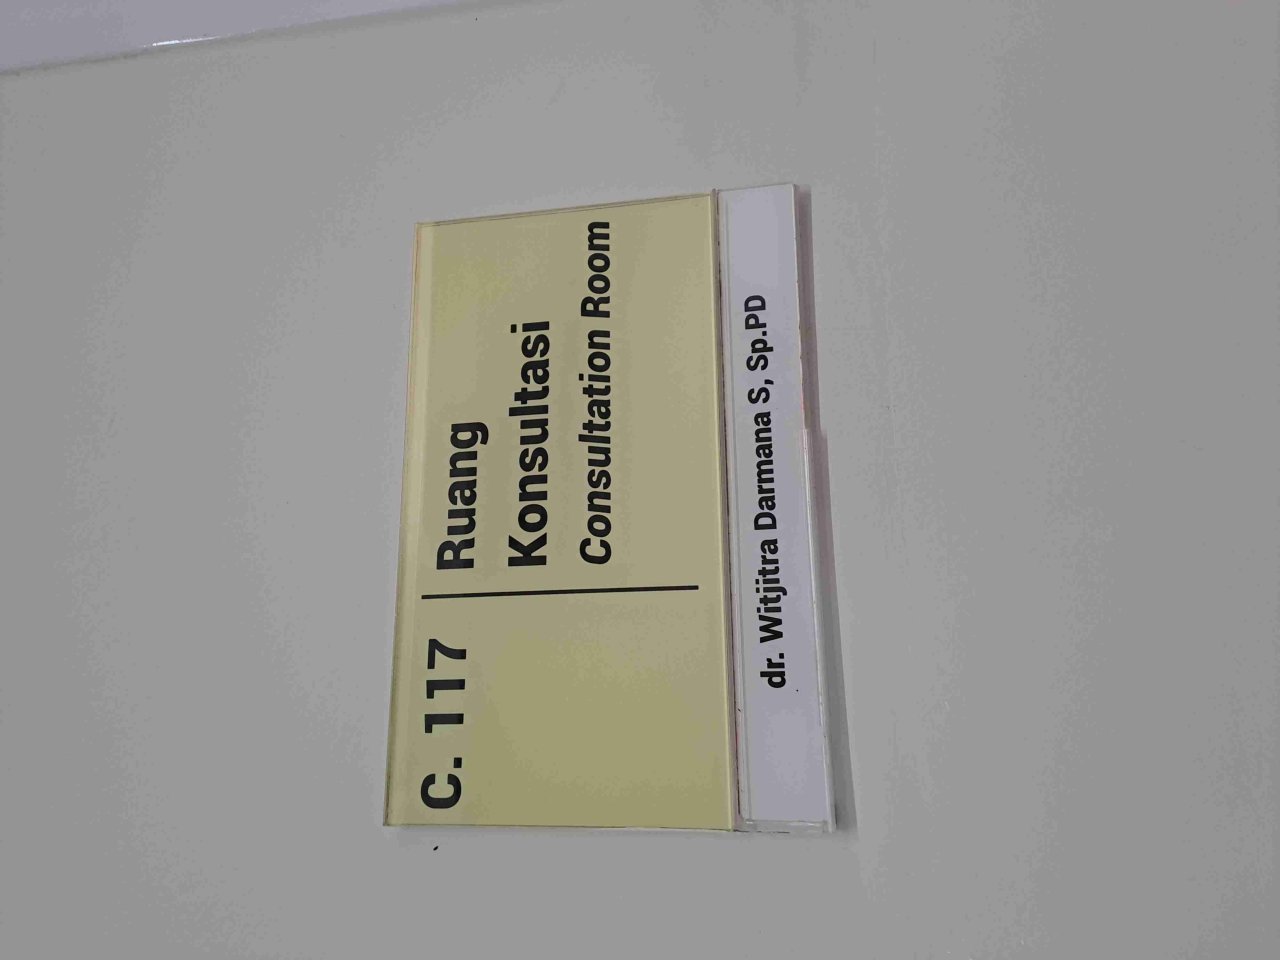 C. 117
Ruang
Konsultasi
Consultation Room
dr. Witjitra Darmana S, Sp.PD